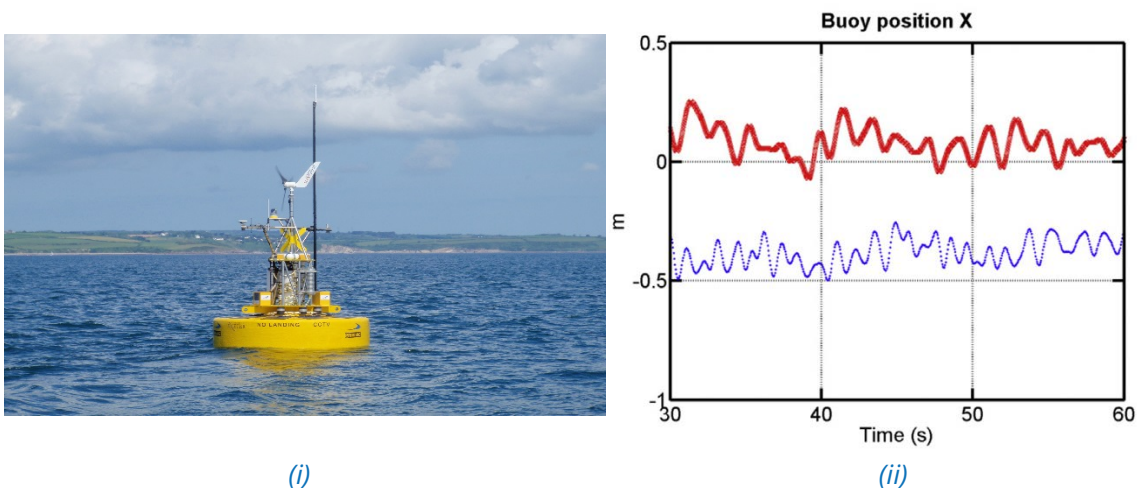 NO LANDING CCTV
Buoy position X
0.5
0
-0.5
-1
m
30 40 50 60
Time (s)
(i) (ii)